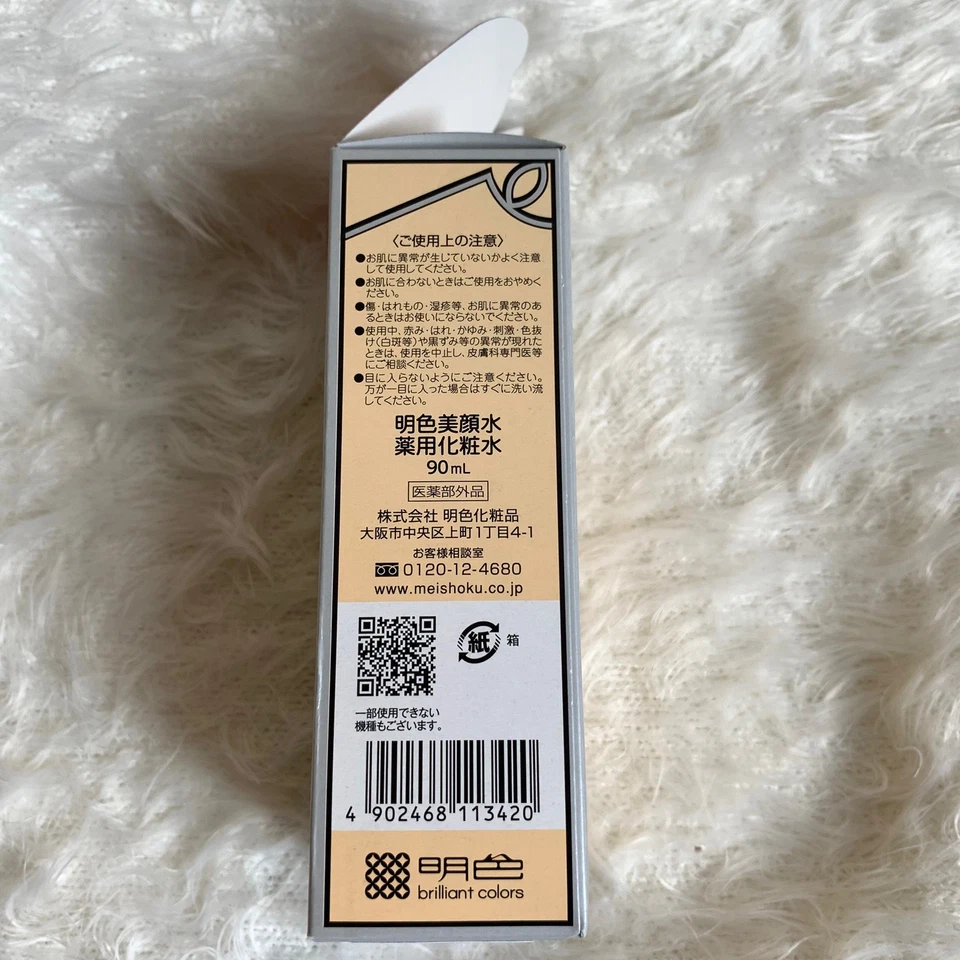 〈ご使用上の注意〉
●お肌に異常が生じていないかよく注意
して使用してください。
●お肌に合わないときはご使用をおやめく
ださい。
●傷・はれもの・湿疹等、お肌に異常のあ
るときはお使いにならないでください。
●使用中、赤み・はれ・かゆみ・刺激・色抜
け(白斑等)や黒ずみ等の異常が現れた
ときは、使用を中止し、皮膚科専門医等
にご相談ください。
●目に入らないようにご注意ください。
万が一目に入った場合はすぐに洗い流
してください。
明色美顔水
薬用化粧水
90mL
医薬部外品
株式会社 明色化粧品
大阪市中央区上町1丁目4-1
お客様相談室
0120-12-4680
www.meishoku.co.jp
紙 箱
一部使用できない
機種もございます。
4 902468 113420
明色
brilliant colors